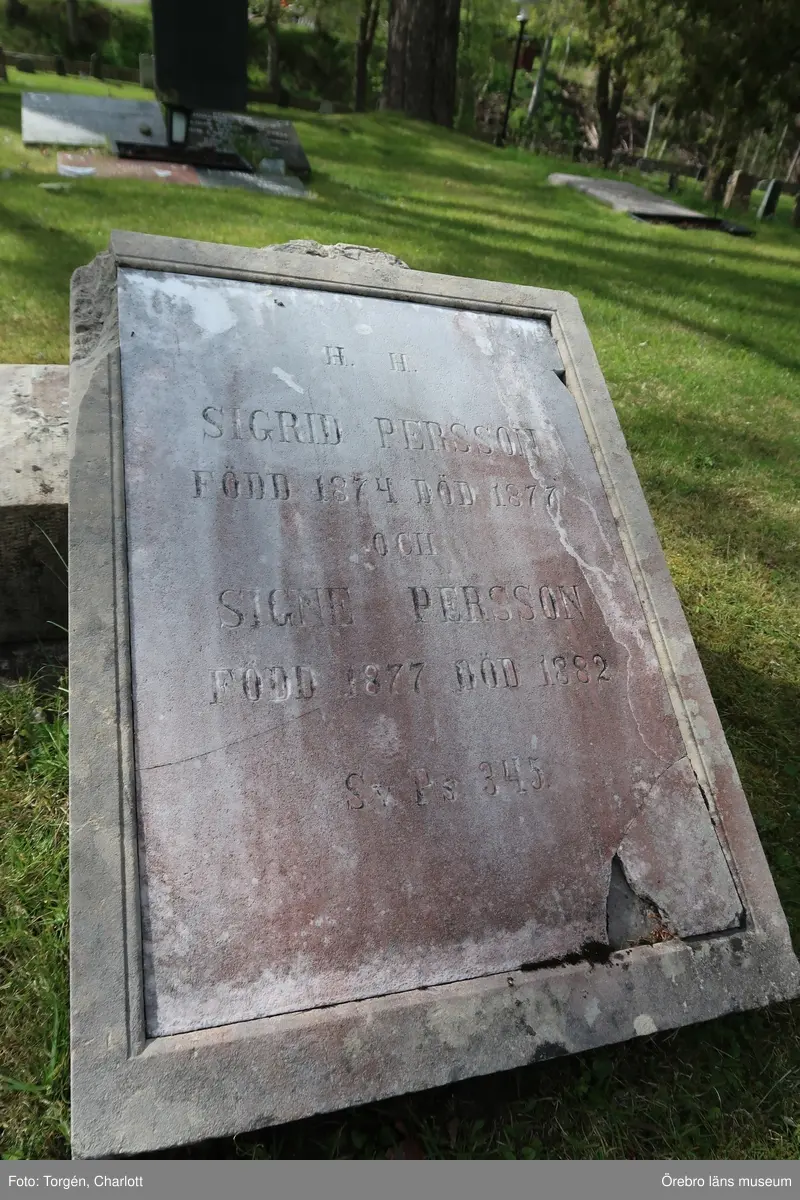 H. H.
SIGRID PERSSON
FÖDD 1874 DÖD 1877
OCH
SIGNE PERSSON
FÖDD 1877 DÖD 1882
Sv. Ps. 345.
Foto: Torgén, Charlott
Örebro läns museum